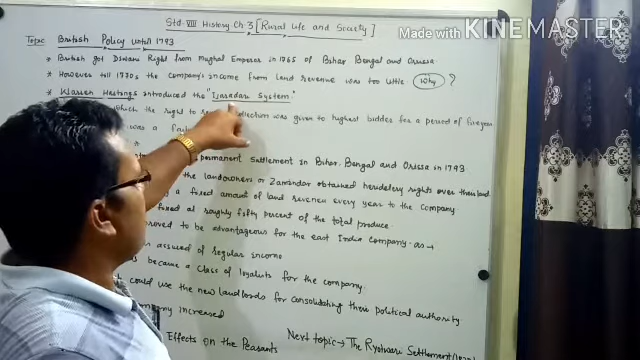 Made with KINEMASTER
Std-VIII History Ch-3 [Rural Life and Society]
Topic British Policy until 1793
* British got Diwani Right from Mughal Emperor in 1765 of Bihar Bengal and Orissa
* However till 1770s the Company's income from land revenue was too little (Why) ?
* Warren Hastings introduced the "Ijaradari System"
which the right to collection was given to highest bidder for a period of five years
was a
permanent Settlement in Bihar, Bengal and Orissa in 1793
the landowners or Zamindar obtained hereditary rights over their land
a fixed amount of land revenue every year to the Company
fixed at roughly fifty percent of the total produce
to be advantageous for the east India Company as →
assured of regular income
became a class of loyalists for the company.
could use the new landlords for consolidating their political authority
increased
Effects on the Peasants
Next topic → The Ryotwari Settlement